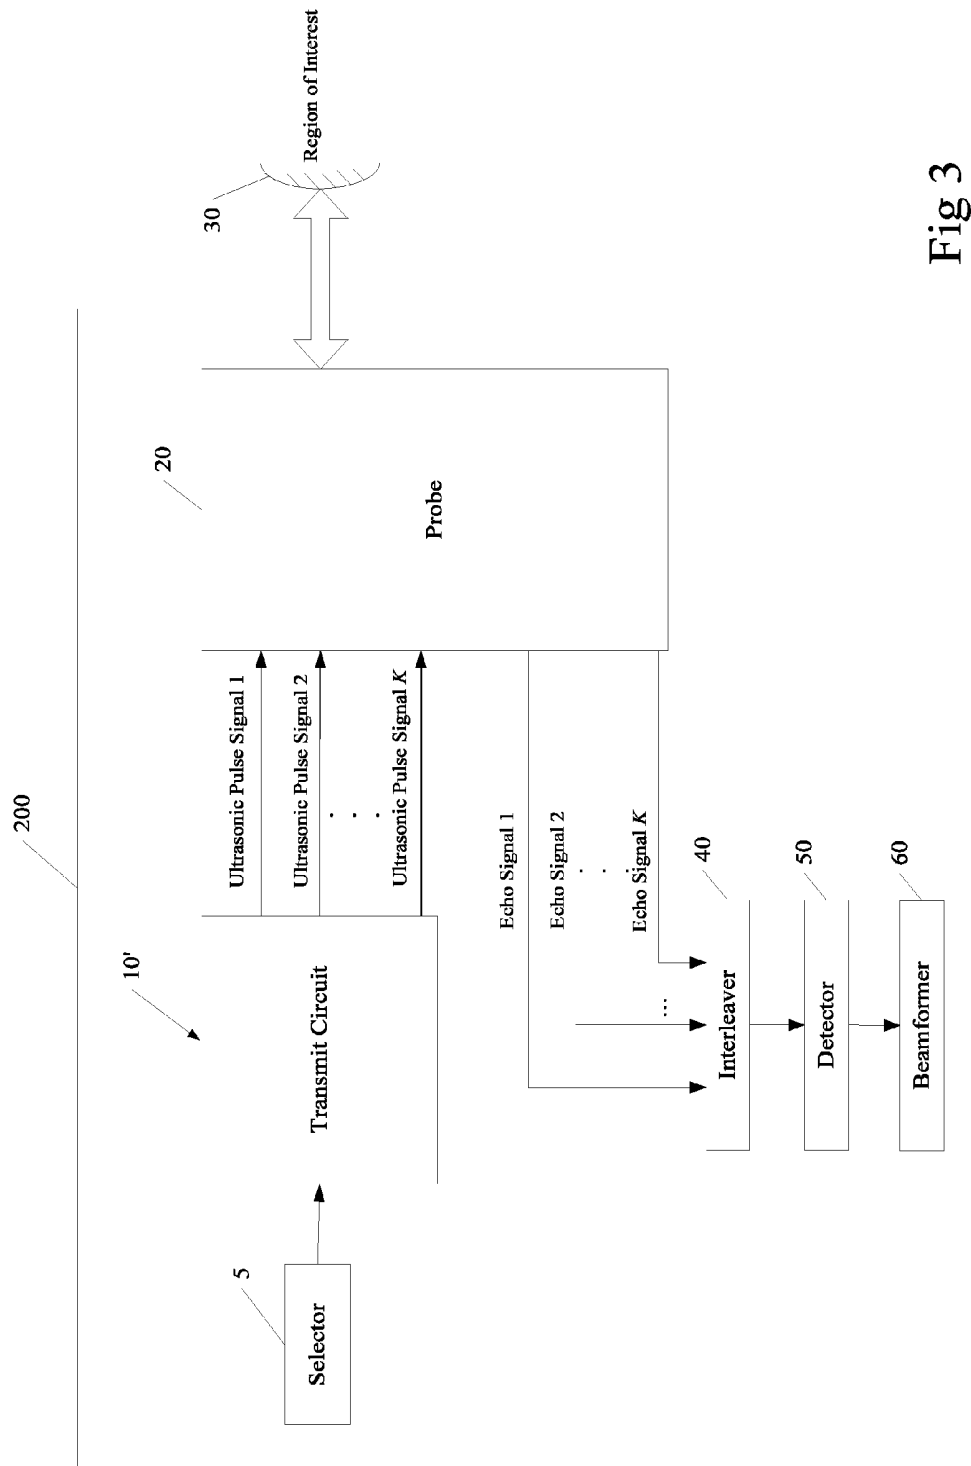 200
10'
20
30
Region of Interest
Ultrasonic Pulse Signal 1
Ultrasonic Pulse Signal 2
. . . .
Ultrasonic Pulse Signal K
5
Selector
Transmit Circuit
Probe
Echo Signal 1
Echo Signal 2
. . . .
Echo Signal K
...
40
Interleaver
50
Detector
60
Beamformer
Fig 3